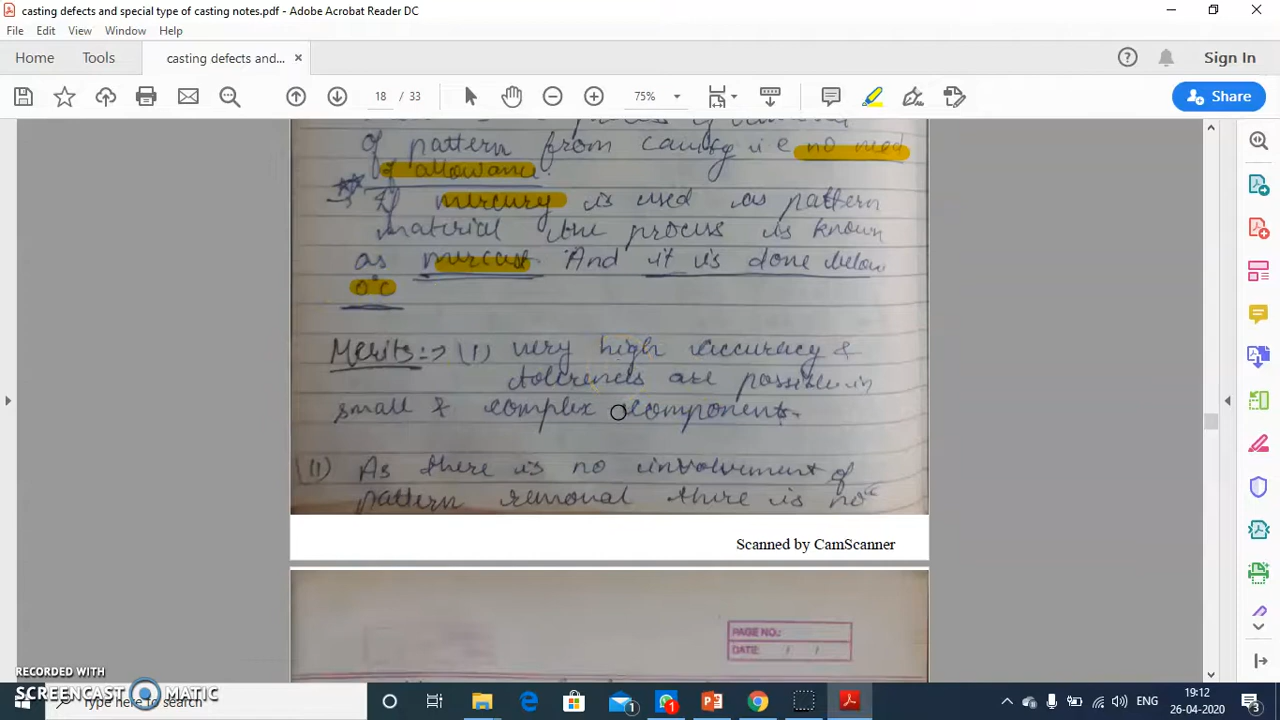 casting defects and special type of casting notes.pdf - Adobe Acrobat Reader DC
File Edit View Window Help
Home Tools casting defects and... × Sign In
18 / 33 75% Share
of pattern from i.e no need
of allowance
→ If mercury is used as pattern
material the process is known
as mercast. And it is done below
0°C
Merits:→ (1) very high accuracy &
tolerences are possible in
small & complex components.
(11) As there is no involvement of
pattern removal there is no
Scanned by CamScanner
PAGE NO.:
DATE: / /
RECORDED WITH
SCREENCAST MATIC
Type here to search
1
1
ENG
19:12
26-04-2020
3